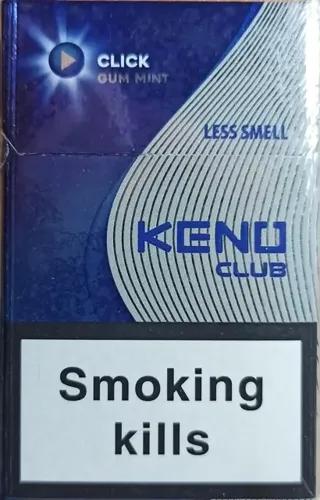 CLICK
GUM MINT
LESS SMELL
KENO
CLUB
Smoking
kills